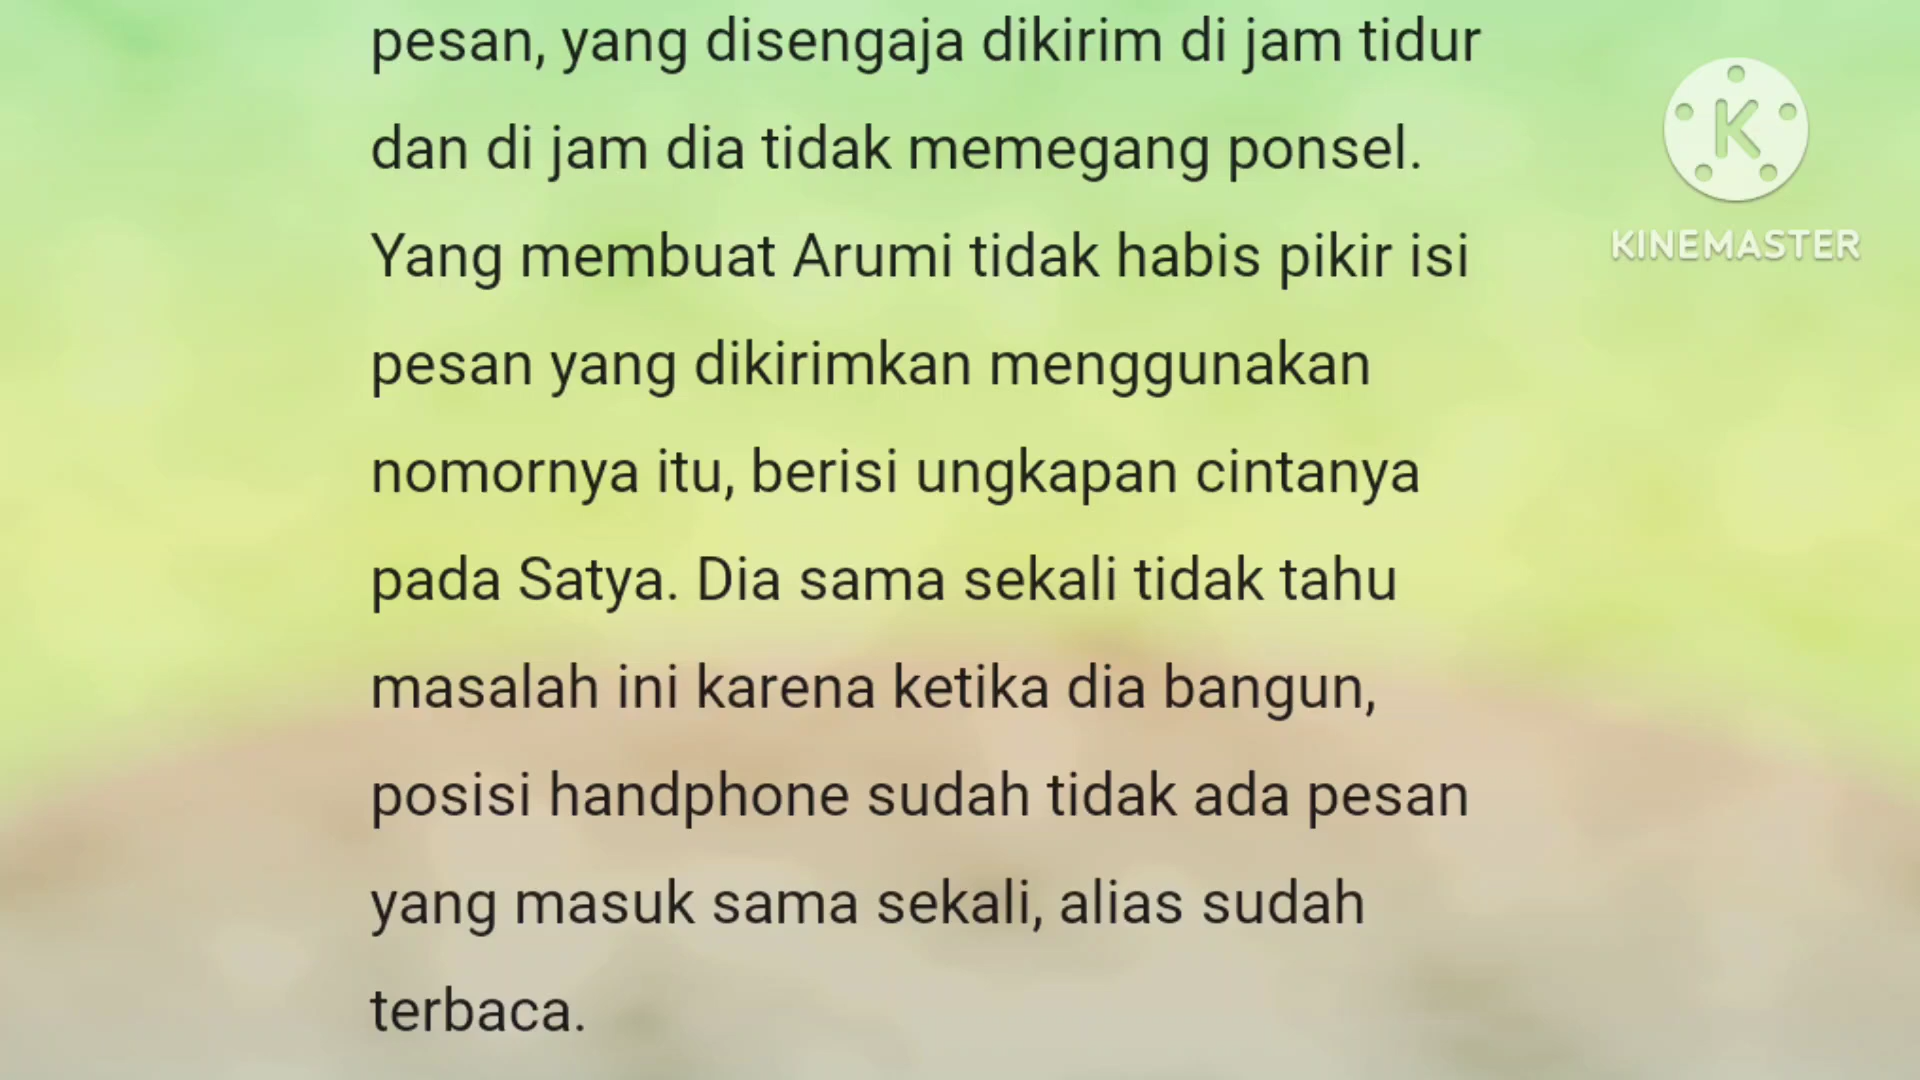 pesan, yang disengaja dikirim di jam tidur
dan di jam dia tidak memegang ponsel.
Yang membuat Arumi tidak habis pikir isi
pesan yang dikirimkan menggunakan
nomornya itu, berisi ungkapan cintanya
pada Satya. Dia sama sekali tidak tahu
masalah ini karena ketika dia bangun,
posisi handphone sudah tidak ada pesan
yang masuk sama sekali, alias sudah
terbaca.
K
KINEMASTER